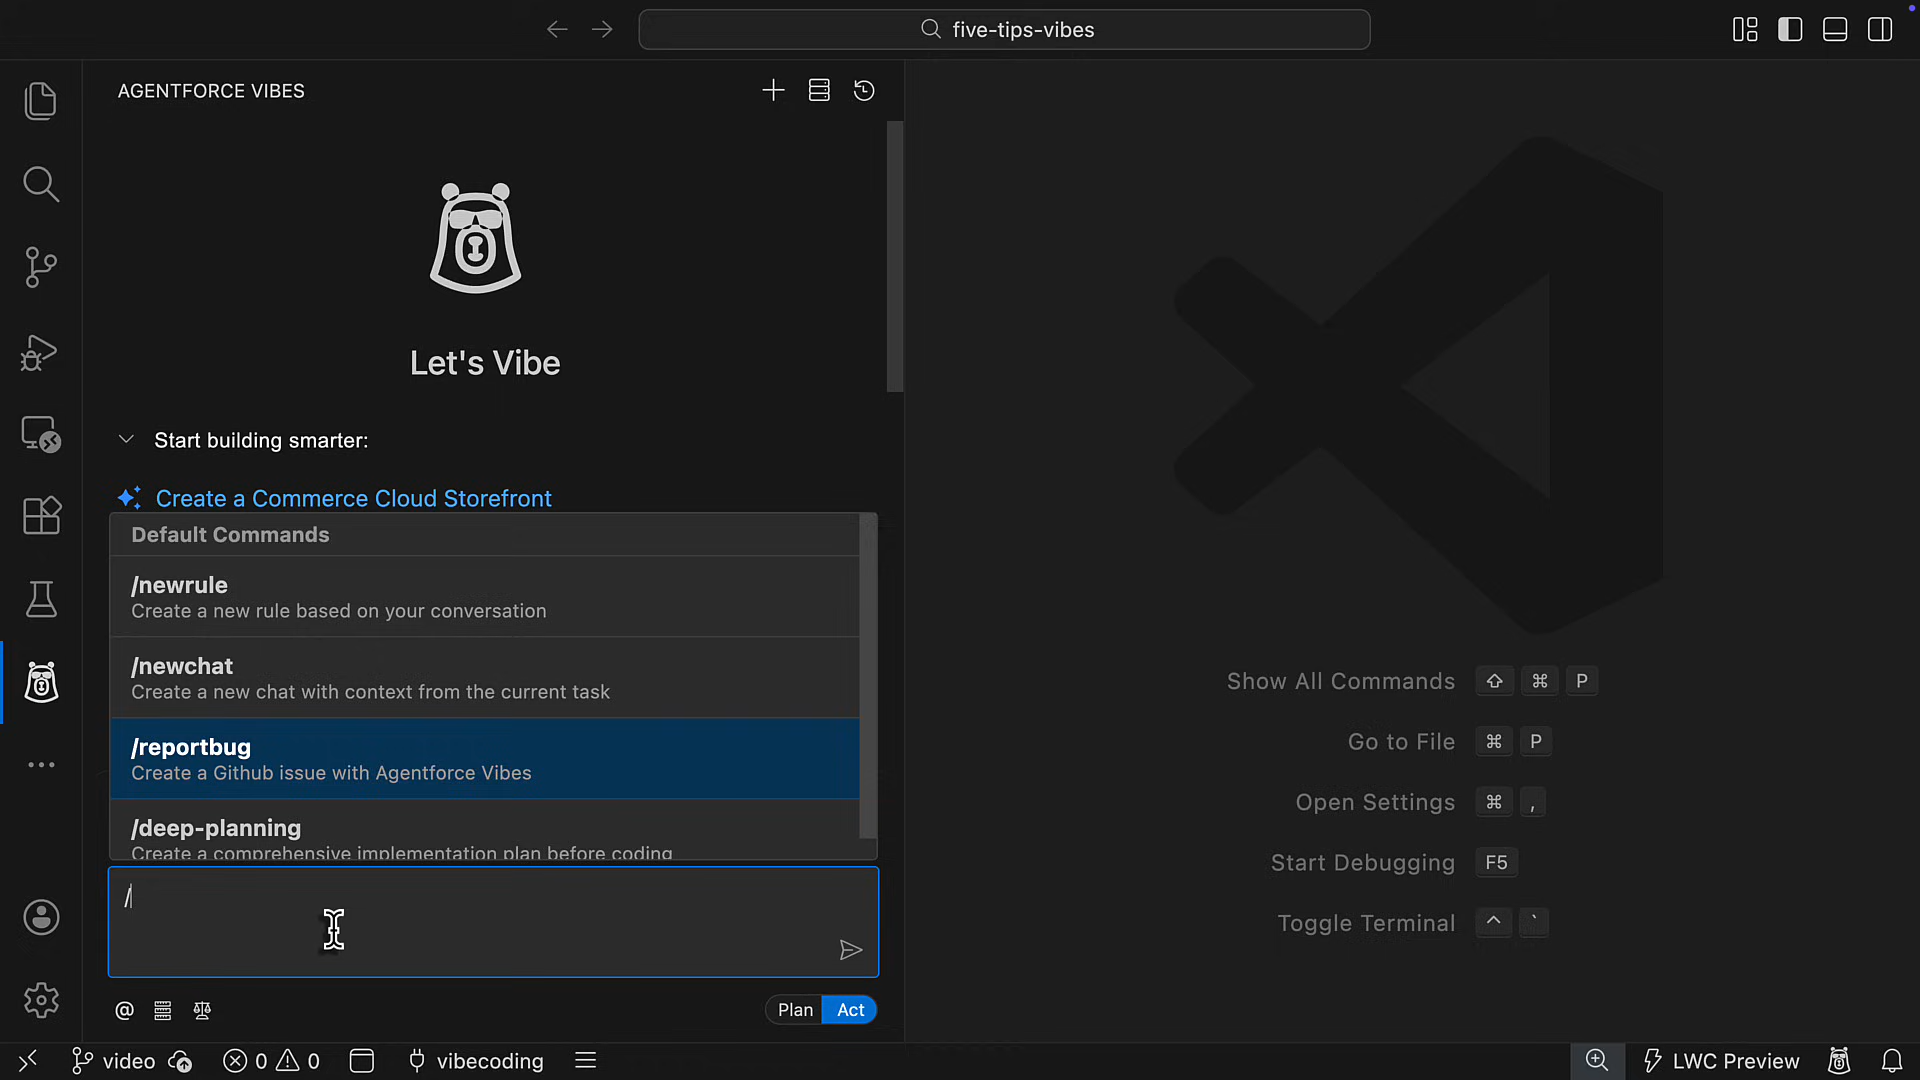 five-tips-vibes
AGENTFORCE VIBES
Let's Vibe
Start building smarter:
Create a Commerce Cloud Storefront
Default Commands
/newrule
Create a new rule based on your conversation
/newchat
Create a new chat with context from the current task
/reportbug
Create a Github issue with Agentforce Vibes
/deep-planning
Create a comprehensive implementation plan before coding
/
@
Plan Act
Show All Commands ⇧ ⌘ P
Go to File ⌘ P
Open Settings ⌘ ,
Start Debugging F5
Toggle Terminal ^ `
video 0 0 vibecoding LWC Preview